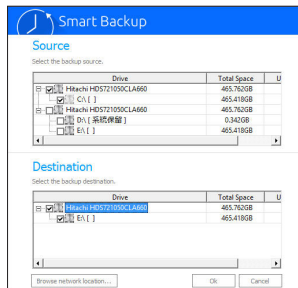 Smart Backup
Source
Select the backup source.
Drive Total Space U
Hitachi HDS721050CLA660 465.762GB
C:\ [ ] 465.418GB
Hitachi HDS721050CLA660 465.762GB
D:\ [ 系統保留 ] 0.342GB
E:\ [ ] 465.418GB
Destination
Select the backup destination.
Drive Total Space U
Hitachi HDS721050CLA660 465.762GB
E:\ [ ] 465.418GB
Browse network location... Ok Cancel